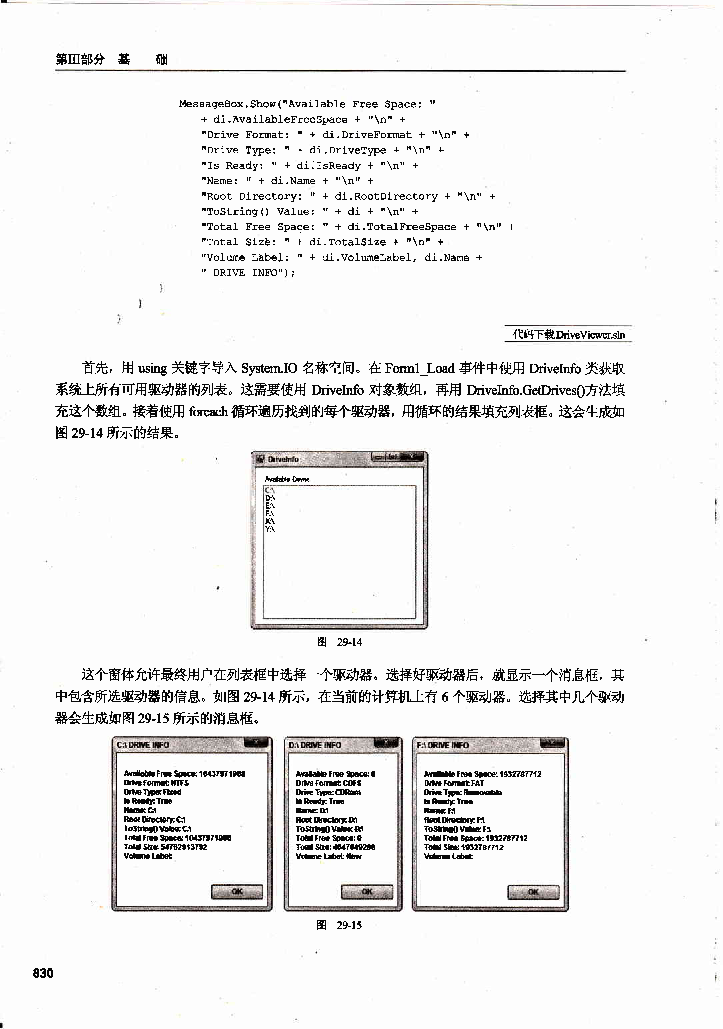 第III部分 基 础
MessageBox.Show("Available Free Space: "
+ di.AvailableFreeSpace + "\n" +
"Drive Format: " + di.DriveFormat + "\n" +
"Drive Type: " + di.DriveType + "\n" +
"Is Ready: " + di.IsReady + "\n" +
"Name: " + di.Name + "\n" +
"Root Directory: " + di.RootDirectory + "\n" +
"ToString() Value: " + di + "\n" +
"Total Free Space: " + di.TotalFreeSpace + "\n" +
"Total Size: " + di.TotalSize + "\n" +
"Volume Label: " + di.VolumeLabel, di.Name +
" DRIVE INFO");
}
}
}
代码下载DriveViewer.sln
首先，用 using 关键字导入 System.IO 名称空间。在 Form1_Load 事件中使用 DriveInfo 类获取
系统上所有可用驱动器的列表。这需要使用 DriveInfo 对象数组，再用 DriveInfo.GetDrives()方法填
充这个数组。接着使用 foreach 循环遍历找到的每个驱动器，用循环的结果填充列表框。这会生成如
图 29-14 所示的结果。
DriveInfo
Available Drives
C:\
D:\
E:\
F:\
X:\
Y:\
图 29-14
这个窗体允许最终用户在列表框中选择一个驱动器。选择好驱动器后，就显示一个消息框，其
中包含所选驱动器的信息。如图 29-14 所示，在当前的计算机上有 6 个驱动器。选择其中几个驱动
器会生成如图 29-15 所示的消息框。
C:\ DRIVE INFO
Available Free Space: 10437971968
Drive Format: NTFS
Drive Type: Fixed
Is Ready: True
Name: C:\
Root Directory: C:\
ToString() Value: C:\
Total Free Space: 10437971968
Total Size: 54752913792
Volume Label:
OK
D:\ DRIVE INFO
Available Free Space: 0
Drive Format: CDFS
Drive Type: CDRom
Is Ready: True
Name: D:\
Root Directory: D:\
ToString() Value: D:\
Total Free Space: 0
Total Size: 4647849298
Volume Label: New
OK
F:\ DRIVE INFO
Available Free Space: 1932787712
Drive Format: FAT
Drive Type: Removable
Is Ready: True
Name: F:\
Root Directory: F:\
ToString() Value: F:\
Total Free Space: 1932787712
Total Size: 1932787712
Volume Label:
OK
图 29-15
830